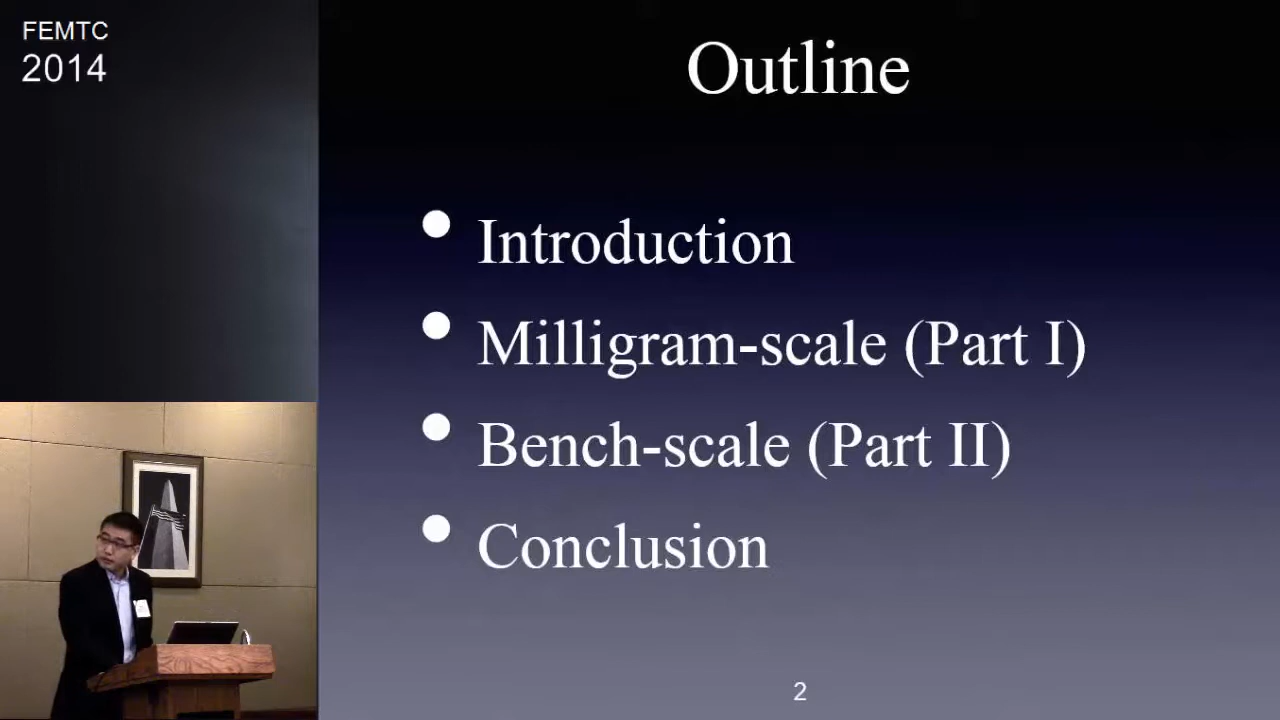 FEMTC
2014
Outline
• Introduction
• Milligram-scale (Part I)
• Bench-scale (Part II)
• Conclusion
2